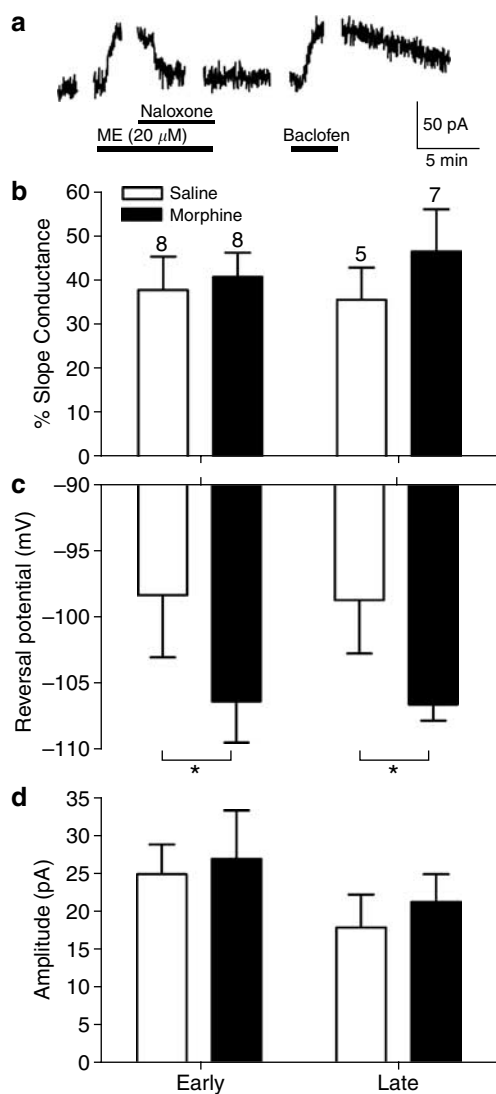 a
Naloxone
ME (20 μM)
Baclofen
50 pA
5 min
b
Saline
Morphine
% Slope Conductance
60
50
40
30
20
10
0
8
8
5
7
c
Reversal potential (mV)
–90
–95
–100
–105
–110
*
*
d
Amplitude (pA)
35
30
25
20
15
10
5
0
Early
Late